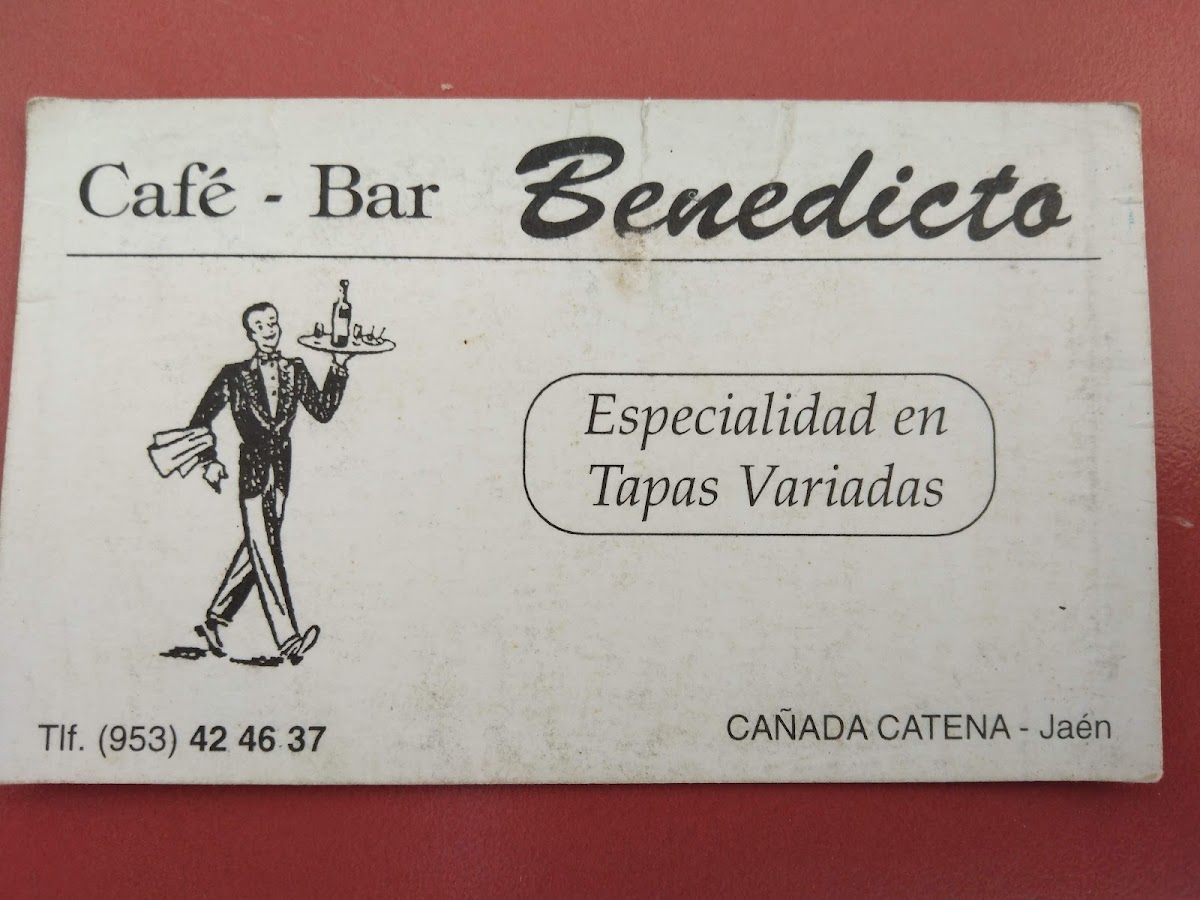 Café - Bar Benedicto
Especialidad en
Tapas Variadas
Tlf. (953) 42 46 37
CAÑADA CATENA - Jaén